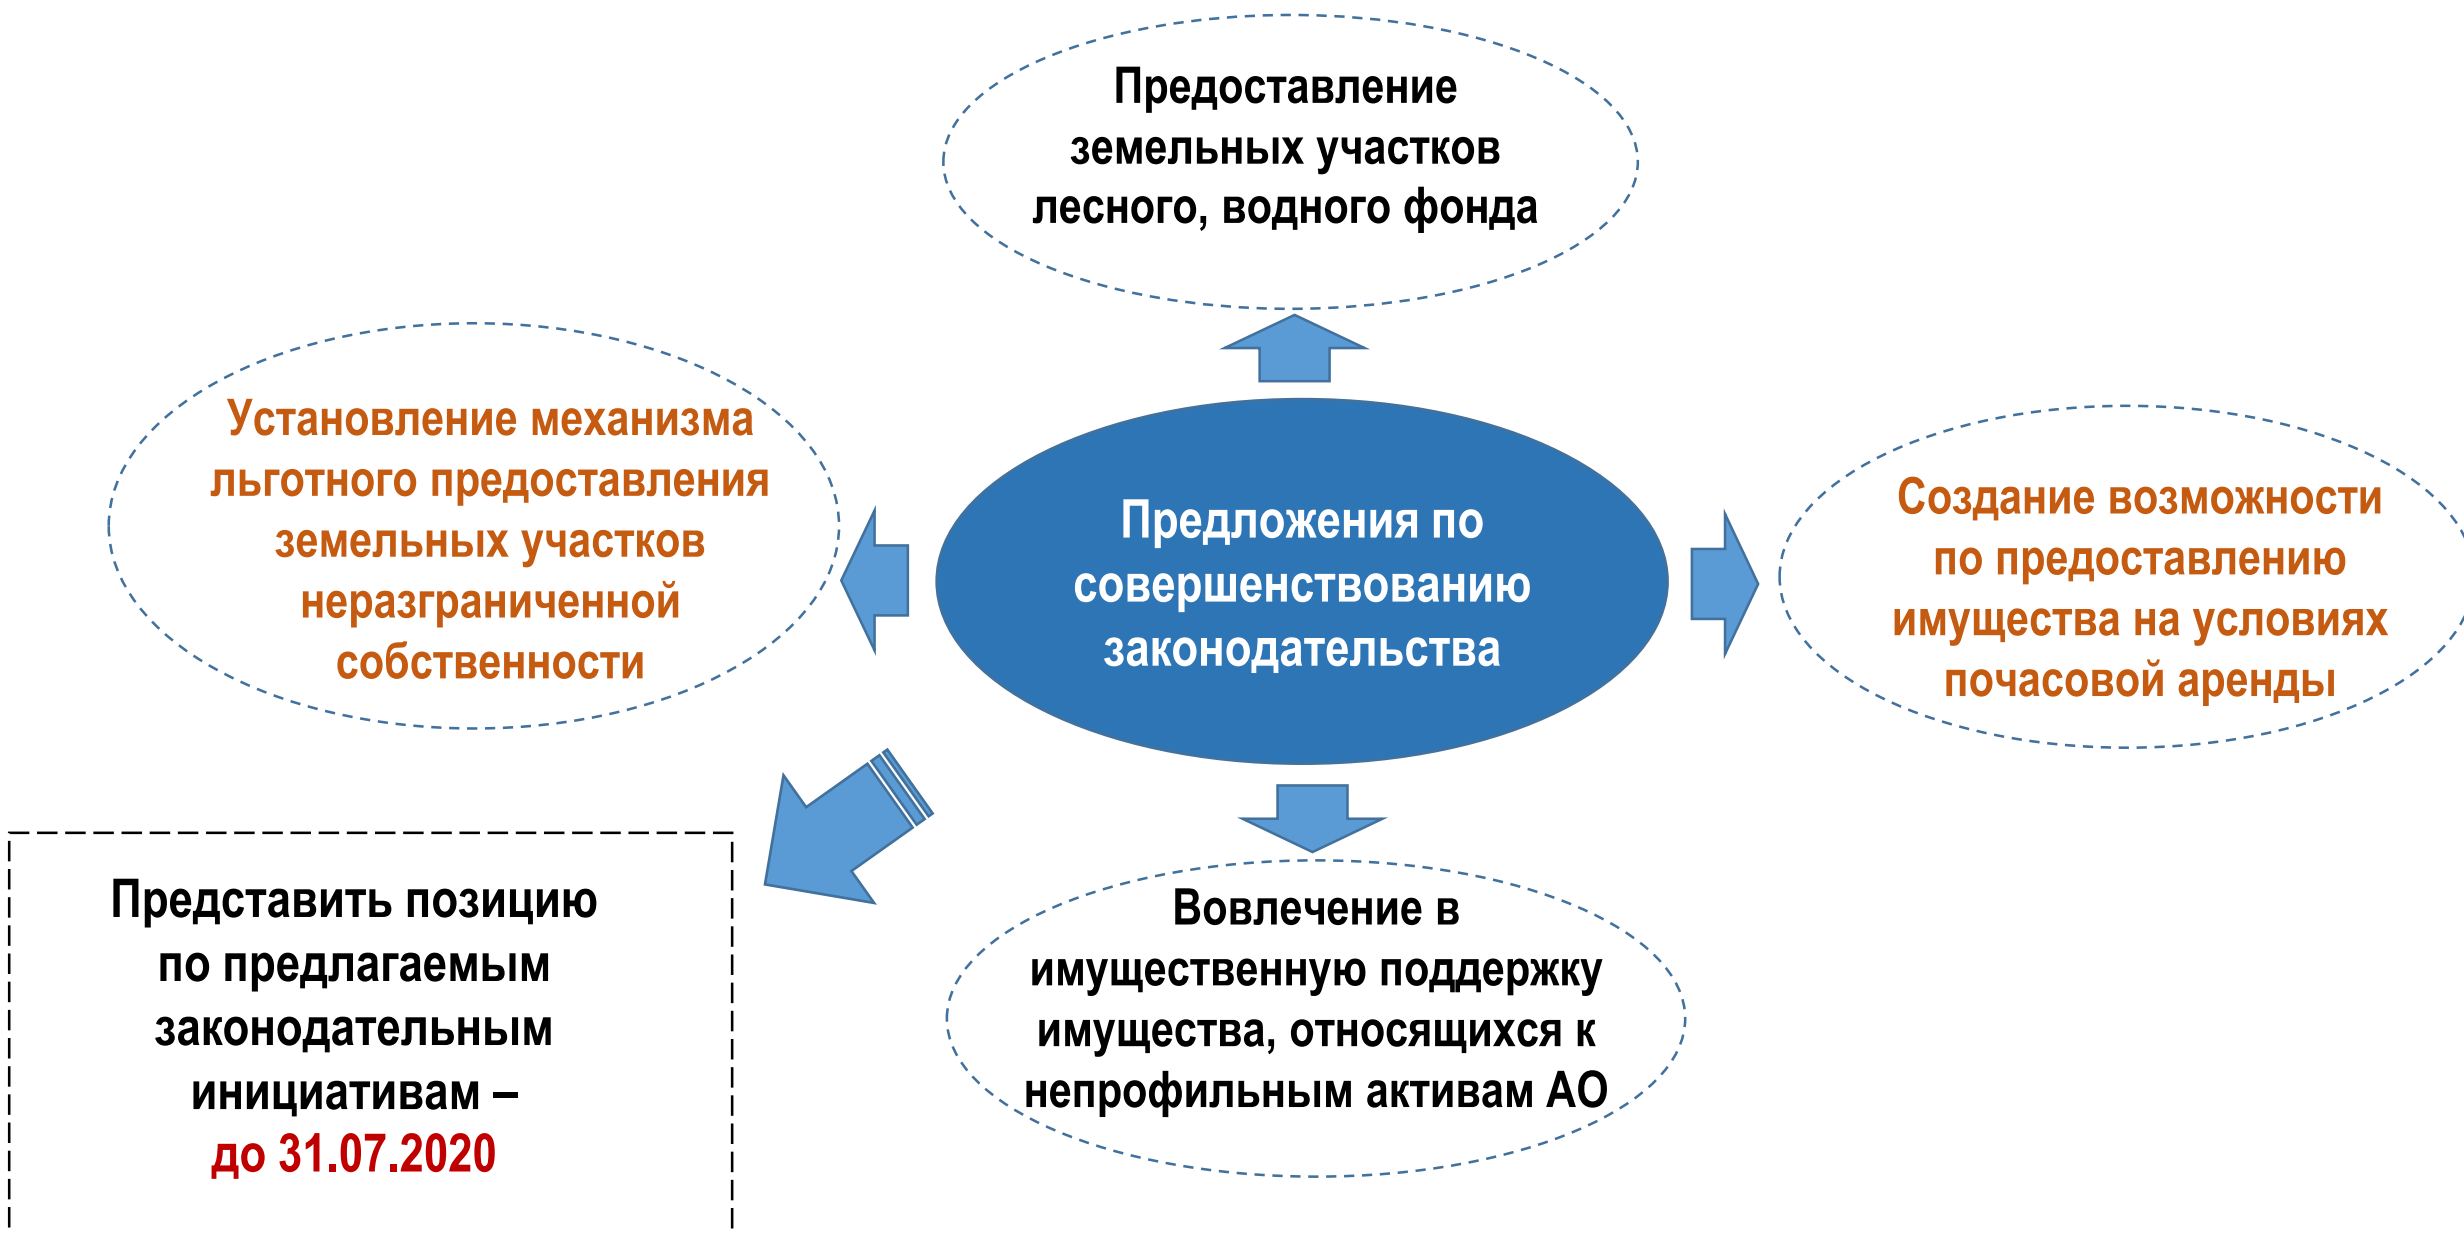 Предоставление
земельных участков
лесного, водного фонда
Установление механизма
льготного предоставления
земельных участков
неразграниченной
собственности
Предложения по
совершенствованию
законодательства
Создание возможности
по предоставлению
имущества на условиях
почасовой аренды
Представить позицию
по предлагаемым
законодательным
инициативам –
до 31.07.2020
Вовлечение в
имущественную поддержку
имущества, относящихся к
непрофильным активам АО